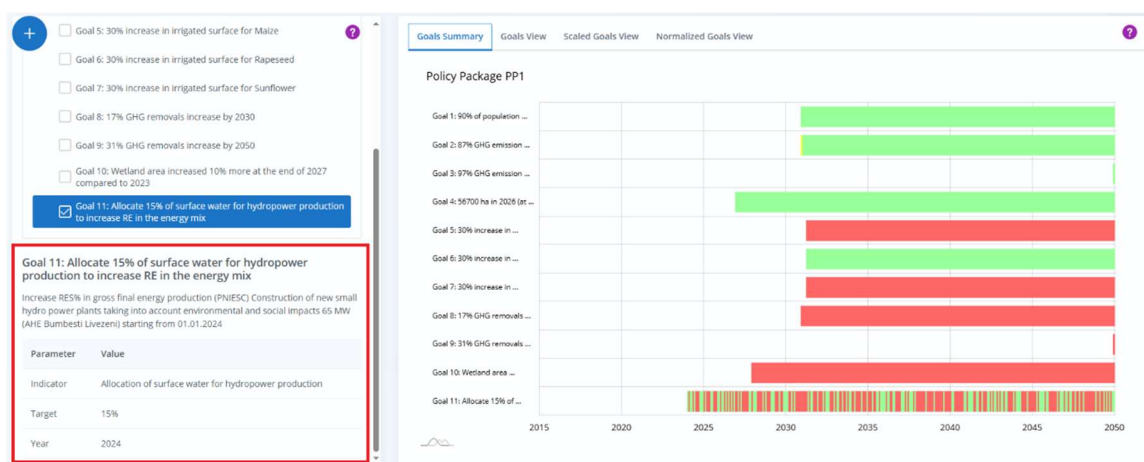 +
Goal 5: 30% increase in irrigated surface for Maize
?
Goal 6: 30% increase in irrigated surface for Rapeseed
Goal 7: 30% increase in irrigated surface for Sunflower
Goal 8: 17% GHG removals increase by 2030
Goal 9: 31% GHG removals increase by 2050
Goal 10: Wetland area increased 10% more at the end of 2027
compared to 2023
Goal 11: Allocate 15% of surface water for hydropower production
to increase RE in the energy mix
Goal 11: Allocate 15% of surface water for hydropower
production to increase RE in the energy mix
Increase RES% in gross final energy production (PNIESC) Construction of new small
hydro power plants taking into account environmental and social impacts 65 MW
(AHE Bumbesti Livezeni) starting from 01.01.2024
Parameter Value
Indicator Allocation of surface water for hydropower production
Target 15%
Year 2024
Goals Summary Goals View Scaled Goals View Normalized Goals View
?
Policy Package PP1
Goal 1: 90% of population ...
Goal 2: 87% GHG emission ...
Goal 3: 97% GHG emission ...
Goal 4: 56700 ha in 2026 (at ...
Goal 5: 30% increase in ...
Goal 6: 30% increase in ...
Goal 7: 30% increase in ...
Goal 8: 17% GHG removals ...
Goal 9: 31% GHG removals ...
Goal 10: Wetland area ...
Goal 11: Allocate 15% of ...
2015 2020 2025 2030 2035 2040 2045 2050